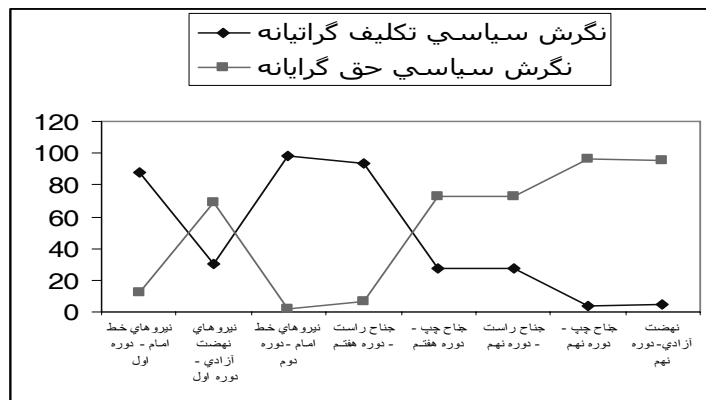 نگرش سياسي تكليف گراتيانه
نگرش سياسي حق گرايانه
120
100
80
60
40
20
0
نيروهاي خط
امام - دوره
اول
نيروهاي
نهضت
آزادي -
دوره اول
نيروهاي خط
امام - دوره
دوم
جناح راست
- دوره هفتم
جناح چپ -
دوره هفتم
جناح راست
- دوره نهم
جناح چپ -
دوره نهم
نهضت
آزادي-دوره
نهم